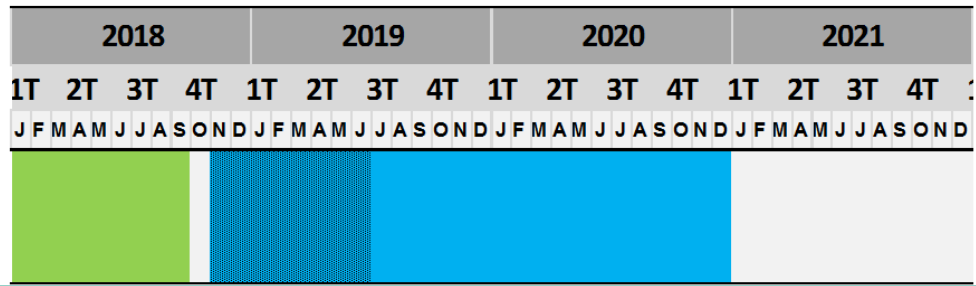 2018 2019 2020 2021
1T 2T 3T 4T 1T 2T 3T 4T 1T 2T 3T 4T 1T 2T 3T 4T
J F M A M J J A S O N D J F M A M J J A S O N D J F M A M J J A S O N D J F M A M J J A S O N D